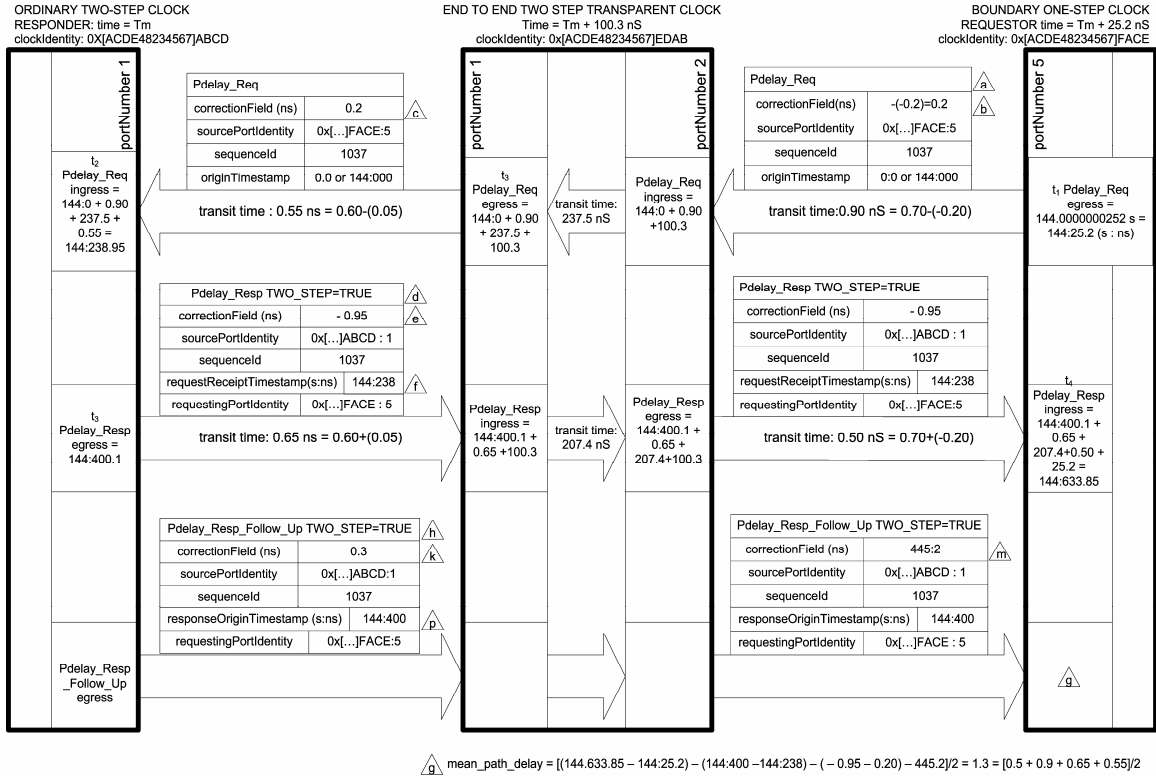 ORDINARY TWO-STEP CLOCK
RESPONDER: time = Tm
clockIdentity: 0X[ACDE48234567]ABCD
END TO END TWO STEP TRANSPARENT CLOCK
Time = Tm + 100.3 nS
clockIdentity: 0x[ACDE48234567]EDAB
BOUNDARY ONE-STEP CLOCK
REQUESTOR time = Tm + 25.2 nS
clockIdentity: 0x[ACDE48234567]FACE
portNumber 1
portNumber 1
portNumber 2
portNumber 5
Pdelay_Req
correctionField (ns) 0.2 c
sourcePortIdentity 0x[...]FACE:5
sequenceId 1037
originTimestamp 0.0 or 144:000
Pdelay_Req a
correctionField(ns) -(-0.2)=0.2 b
sourcePortIdentity 0x[...]FACE:5
sequenceId 1037
originTimestamp 0:0 or 144:000
t2
Pdelay_Req
ingress =
144:0 + 0.90
+ 237.5 +
0.55 =
144:238.95
transit time : 0.55 ns = 0.60-(0.05)
t3
Pdelay_Req
egress =
144:0 + 0.90
+ 237.5 +
100.3
transit time:
237.5 nS
Pdelay_Req
ingress =
144:0 + 0.90
+100.3
transit time:0.90 nS = 0.70-(-0.20)
t1 Pdelay_Req
egress =
144.0000000252 s =
144:25.2 (s : ns)
Pdelay_Resp TWO_STEP=TRUE d
correctionField (ns) - 0.95 e
sourcePortIdentity 0x[...]ABCD : 1
sequenceId 1037
requestReceiptTimestamp(s:ns) 144:238 f
requestingPortIdentity 0x[...]FACE : 5
Pdelay_Resp TWO_STEP=TRUE
correctionField (ns) - 0.95
sourcePortIdentity 0x[...]ABCD : 1
sequenceId 1037
requestReceiptTimestamp(s:ns) 144:238
requestingPortIdentity 0x[...]FACE:5
t3
Pdelay_Resp
egress =
144:400.1
transit time: 0.65 ns = 0.60+(0.05)
Pdelay_Resp
ingress =
144:400.1 +
0.65 +100.3
transit time:
207.4 nS
Pdelay_Resp
egress =
144:400.1 +
0.65 +
207.4+100.3
transit time: 0.50 nS = 0.70+(-0.20)
t4
Pdelay_Resp
ingress =
144:400.1 +
0.65 +
207.4+0.50 +
25.2 =
144:633.85
Pdelay_Resp_Follow_Up TWO_STEP=TRUE h
correctionField (ns) 0.3 k
sourcePortIdentity 0x[...]ABCD:1
sequenceId 1037
responseOriginTimestamp (s:ns) 144:400 p
requestingPortIdentity 0x[...]FACE:5
Pdelay_Resp_Follow_Up TWO_STEP=TRUE
correctionField (ns) 445:2 m
sourcePortIdentity 0x[...]ABCD : 1
sequenceId 1037
responseOriginTimestamp(s:ns) 144:400
requestingPortIdentity 0x[...]FACE : 5
Pdelay_Resp
_Follow_Up
egress
g
g mean_path_delay = [(144.633.85 – 144:25.2) – (144:400 –144:238) – ( – 0.95 – 0.20) – 445.2]/2 = 1.3 = [0.5 + 0.9 + 0.65 + 0.55]/2